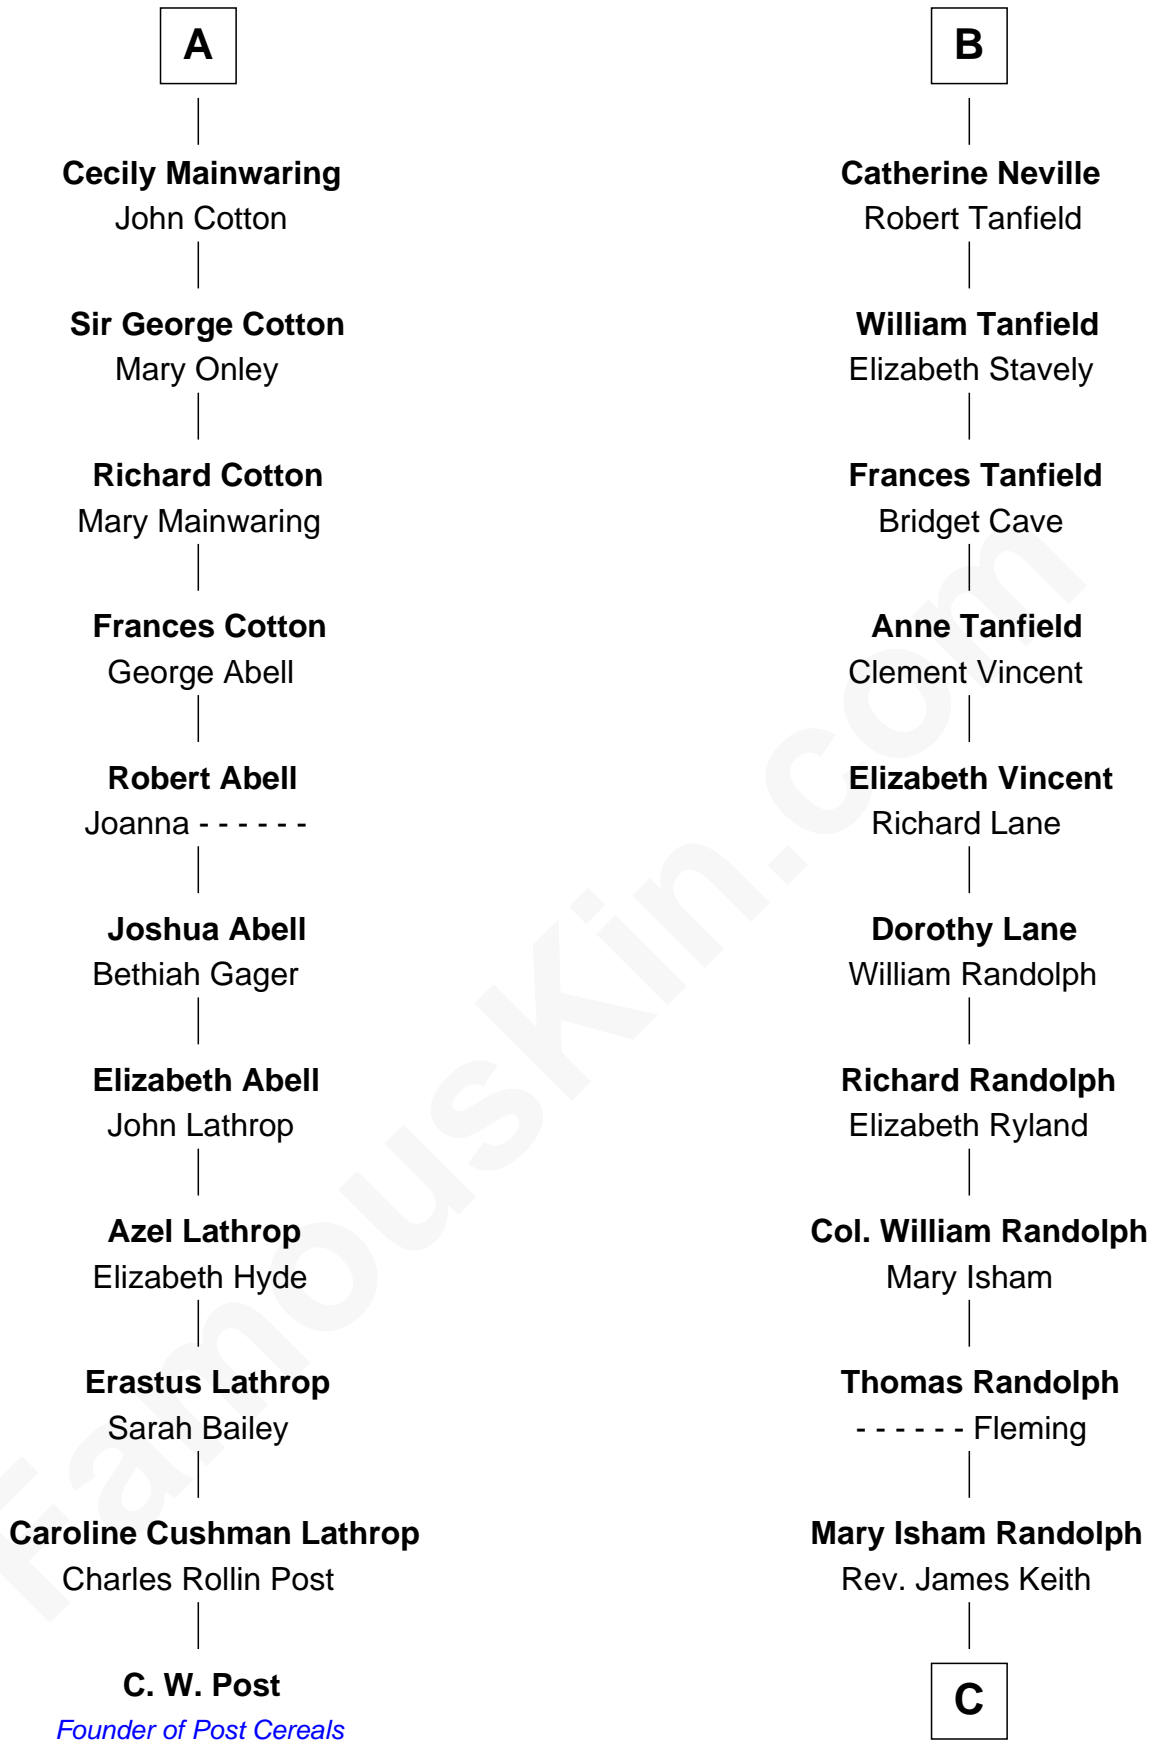 A
Cecily Mainwaring
John Cotton
Sir George Cotton
Mary Onley
Richard Cotton
Mary Mainwaring
Frances Cotton
George Abell
Robert Abell
Joanna - - - - - -
Joshua Abell
Bethiah Gager
Elizabeth Abell
John Lathrop
Azel Lathrop
Elizabeth Hyde
Erastus Lathrop
Sarah Bailey
Caroline Cushman Lathrop
Charles Rollin Post
C. W. Post
Founder of Post Cereals
B
Catherine Neville
Robert Tanfield
William Tanfield
Elizabeth Stavely
Frances Tanfield
Bridget Cave
Anne Tanfield
Clement Vincent
Elizabeth Vincent
Richard Lane
Dorothy Lane
William Randolph
Richard Randolph
Elizabeth Ryland
Col. William Randolph
Mary Isham
Thomas Randolph
- - - - - - Fleming
Mary Isham Randolph
Rev. James Keith
C
FamousKin.com